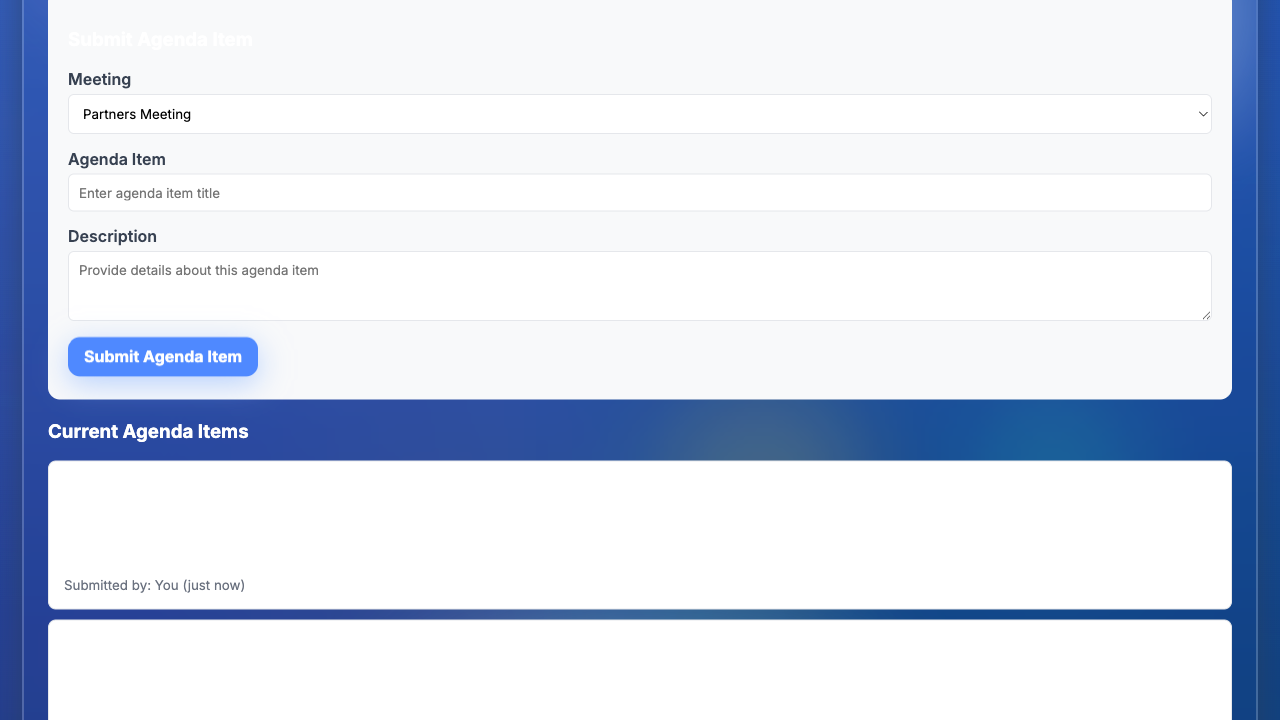 Submit Agenda Item
Meeting
Partners Meeting
Agenda Item
Enter agenda item title
Description
Provide details about this agenda item
Submit Agenda Item
Current Agenda Items
Submitted by: You (just now)